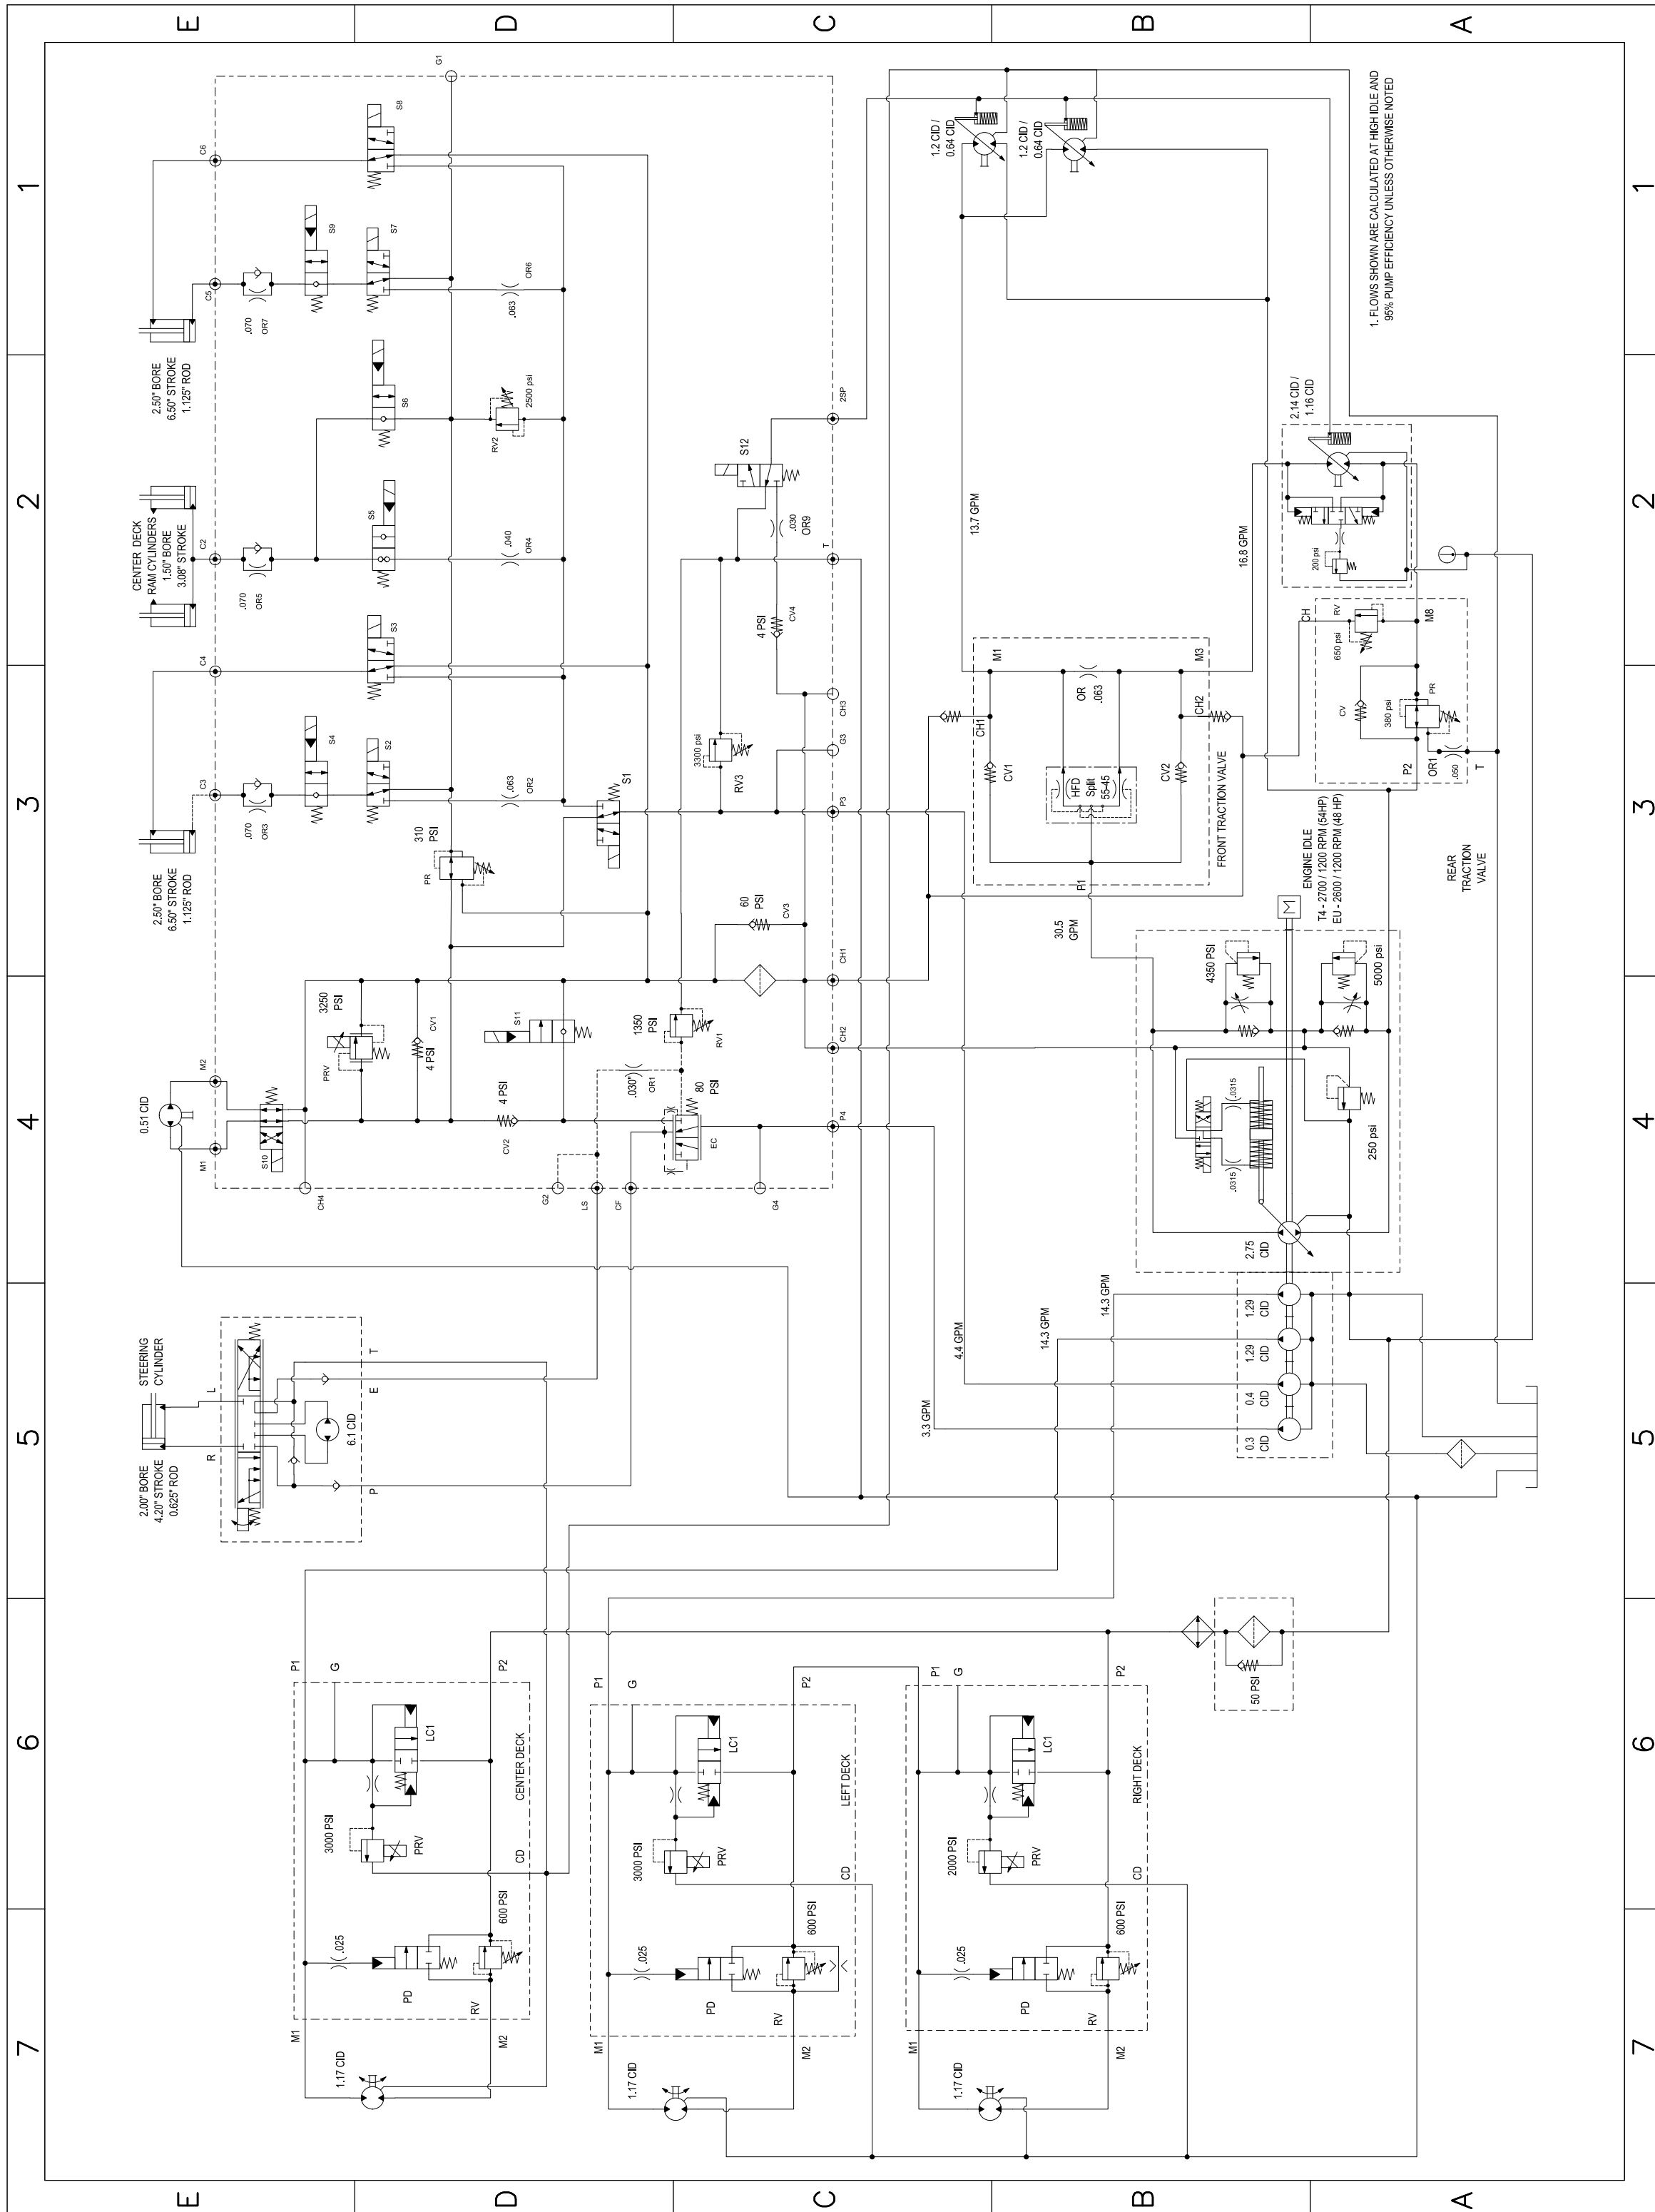 E
D
C
B
A
1
1
2
2
3
3
4
4
5
5
6
6
7
7
E
D
C
B
A
G1
C6
S8
2.50" BORE
6.50" STROKE
1.125" ROD
C5
.070
OR7
S9
S7
.063
OR6
CENTER DECK
RAM CYLINDERS
1.50" BORE
3.08" STROKE
C2
.070
OR5
S6
S5
RV2
2500 psi
.040
OR4
S12
2SP
.030
OR9
T
4 PSI
CV4
CH3
G3
P3
3300 psi
RV3
2.50" BORE
6.50" STROKE
1.125" ROD
C4
C3
.070
OR3
S3
S4
S2
.063
OR2
310
PSI
PR
S1
60
PSI
CV3
CH1
CH2
P4
0.51 CID
M2
M1
S10
CH4
3250
PSI
PRV
4 PSI
CV1
4 PSI
CV2
S11
G2
LS
CF
G4
.030"
OR1
1350
PSI
RV1
80
PSI
EC
1.2 CID /
0.64 CID
1.2 CID /
0.64 CID
1. FLOWS SHOWN ARE CALCULATED AT HIGH IDLE AND
95% PUMP EFFICIENCY UNLESS OTHERWISE NOTED
13.7 GPM
16.8 GPM
2.14 CID /
1.16 CID
200 psi
M1
M3
CH1
CH2
OR
.063
CV1
CV2
HFD
Split
55-45
P1
FRONT TRACTION VALVE
CH
RV
650 psi
M8
CV
380 psi
PR
P2
OR1
.050
T
REAR
TRACTION
VALVE
30.5
GPM
ENGINE IDLE
T4 - 2700 / 1200 RPM (54HP)
EU - 2600 / 1200 RPM (48 HP)
M
4350 PSI
5000 psi
.0315
.0315
250 psi
2.75
CID
1.29
CID
1.29
CID
0.4
CID
0.3
CID
14.3 GPM
14.3 GPM
4.4 GPM
3.3 GPM
STEERING
CYLINDER
2.00" BORE
4.20" STROKE
0.625" ROD
L
R
T
E
P
6.1 CID
P1
G
P2
LC1
3000 PSI
PRV
CENTER DECK
CD
600 PSI
.025
PD
RV
M1
M2
1.17 CID
P1
G
P2
LC1
3000 PSI
PRV
LEFT DECK
CD
600 PSI
.025
PD
RV
M1
M2
1.17 CID
P1
G
P2
LC1
2000 PSI
PRV
RIGHT DECK
CD
600 PSI
.025
PD
RV
M1
M2
1.17 CID
50 PSI